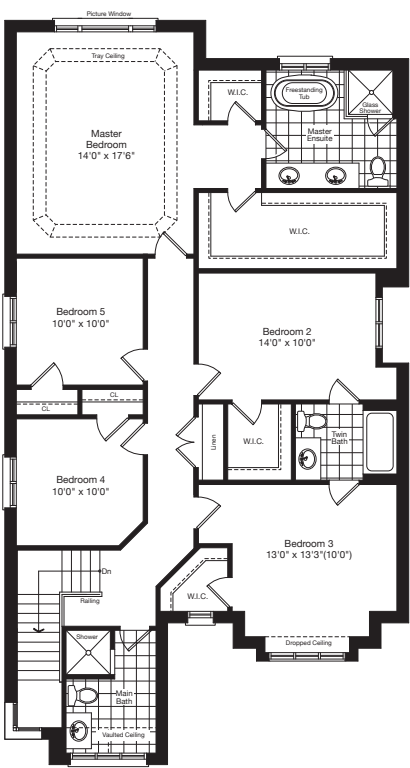 Picture Window
Tray Ceiling
W.I.C.
Freestanding
Tub
Glass
Shower
Master
Bedroom
14'0" x 17'6"
Master
Ensuite
W.I.C.
Bedroom 5
10'0" x 10'0"
Bedroom 2
14'0" x 10'0"
CL
CL
Linen
W.I.C.
Twin
Bath
Bedroom 4
10'0" x 10'0"
Bedroom 3
13'0" x 13'3"(10'0")
Dn
Railing
W.I.C.
Shower
Dropped Ceiling
Main
Bath
Vaulted Ceiling